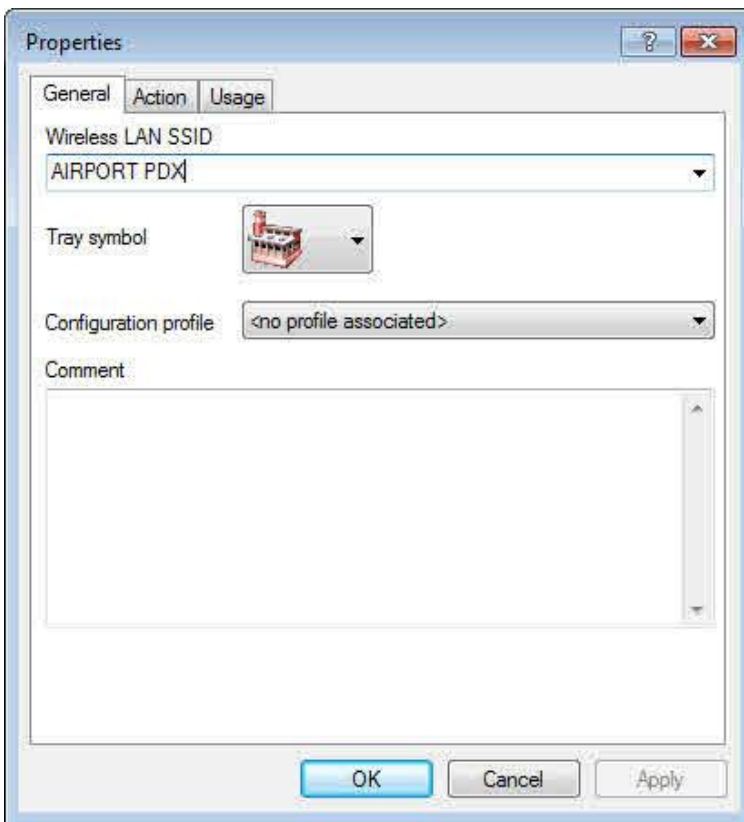 Properties
General Action Usage
Wireless LAN SSID
AIRPORT PDX
Tray symbol
Configuration profile <no profile associated>
Comment
OK Cancel Apply